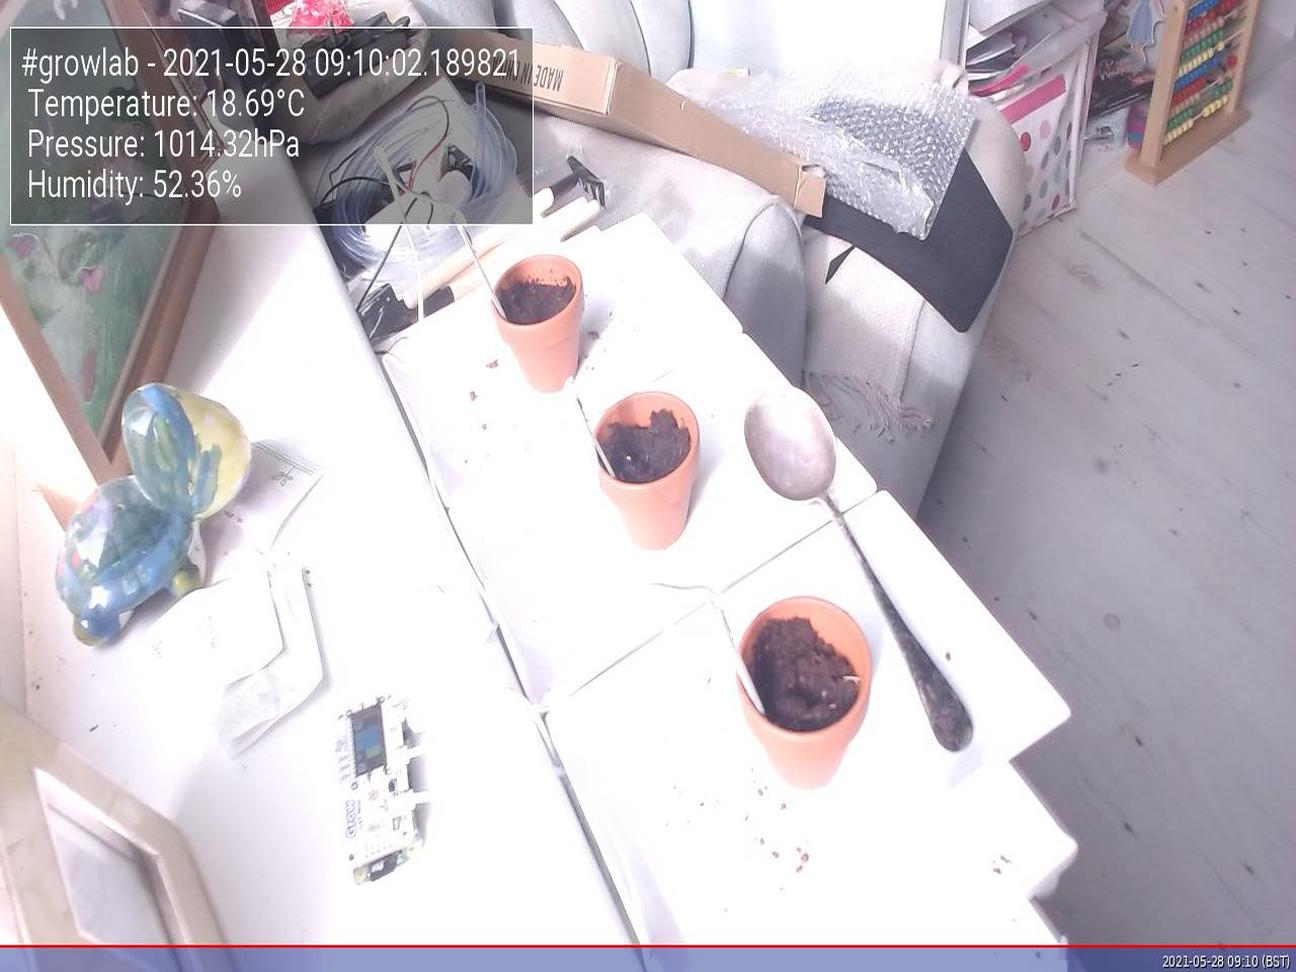 #growlab - 2021-05-28 09:10:02.189821
Temperature: 18.69°C
Pressure: 1014.32hPa
Humidity: 52.36%
MADE IN
Grow
2021-05-28 09:10 (BST)